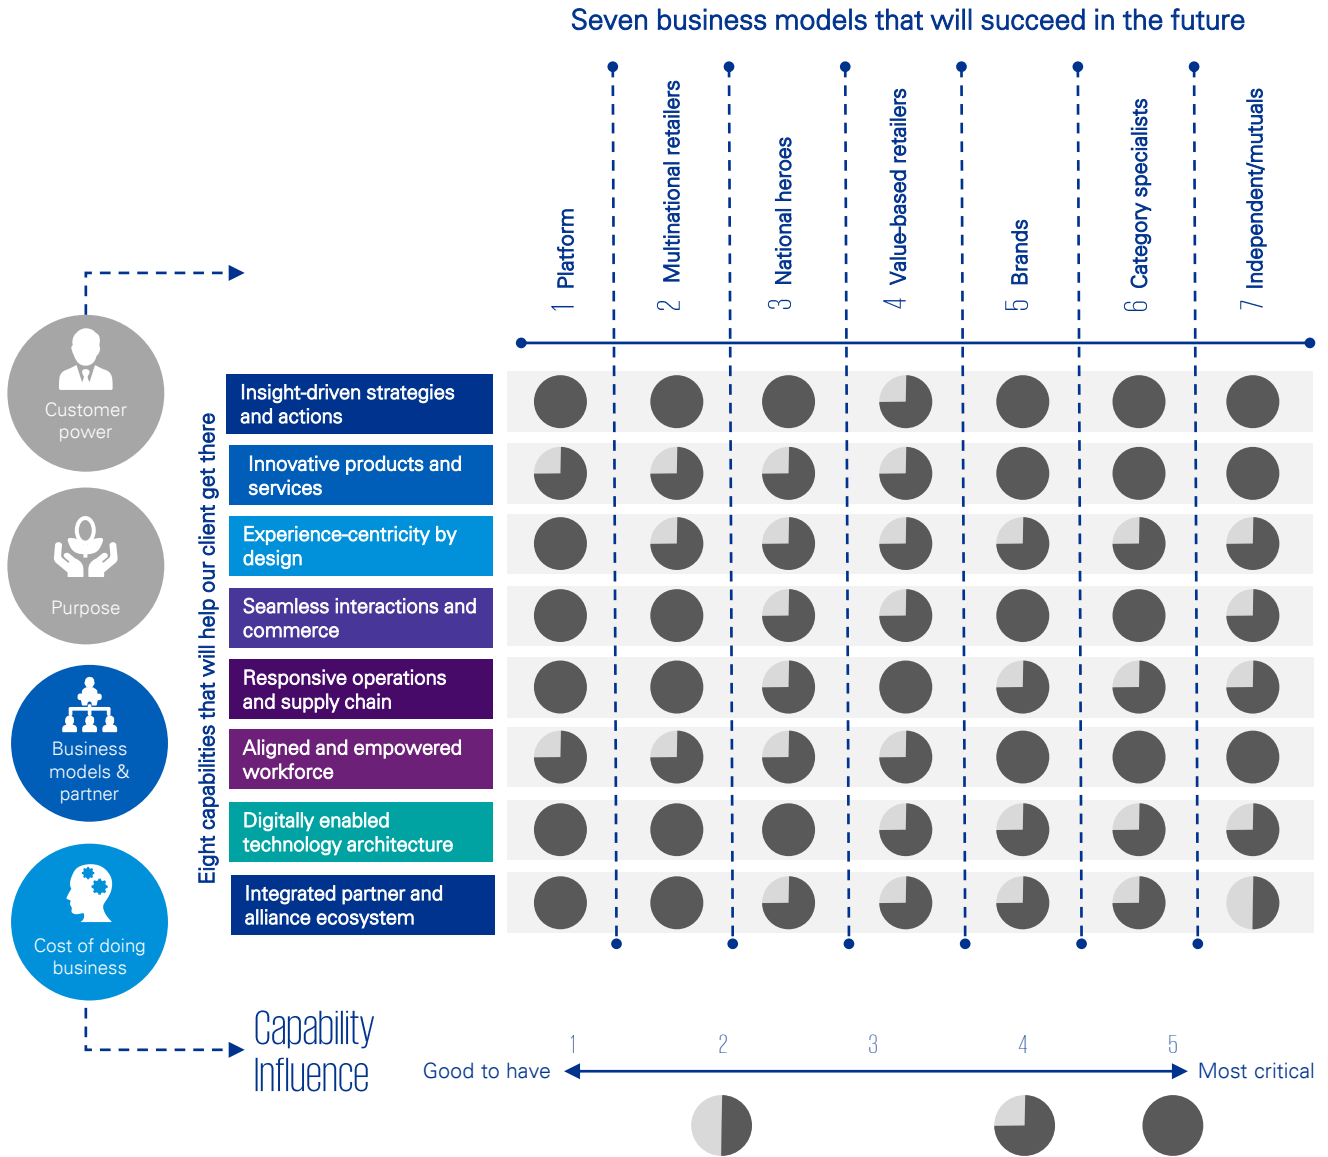 Seven business models that will succeed in the future
1 Platform
2 Multinational retailers
3 National heroes
4 Value-based retailers
5 Brands
6 Category specialists
7 Independent/mutuals
Customer
power
Purpose
Business
models &
partner
Cost of doing
business
Eight capabilities that will help our client get there
Insight-driven strategies
and actions
Innovative products and
services
Experience-centricity by
design
Seamless interactions and
commerce
Responsive operations
and supply chain
Aligned and empowered
workforce
Digitally enabled
technology architecture
Integrated partner and
alliance ecosystem
Capability
Influence
1 2 3 4 5
Good to have
Most critical